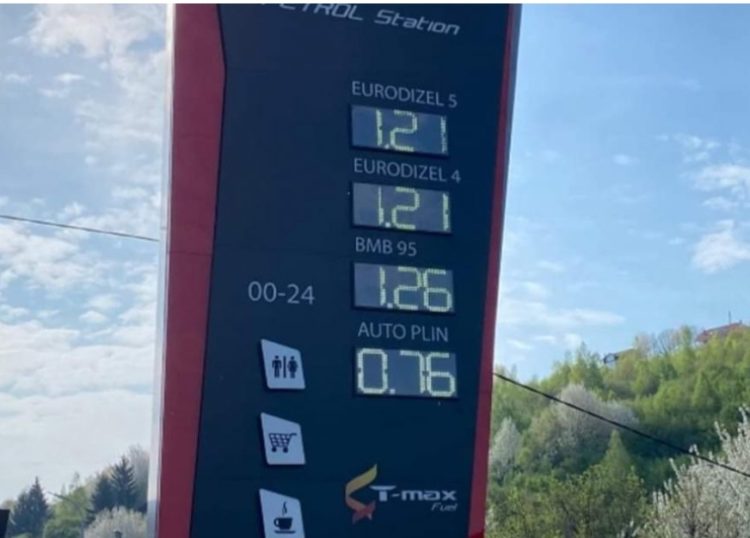 PETROL Station
EURODIZEL 5
1.21
EURODIZEL 4
1.21
BMB 95
1.26
00-24
AUTO PLIN
0.76
T-max
Fuel